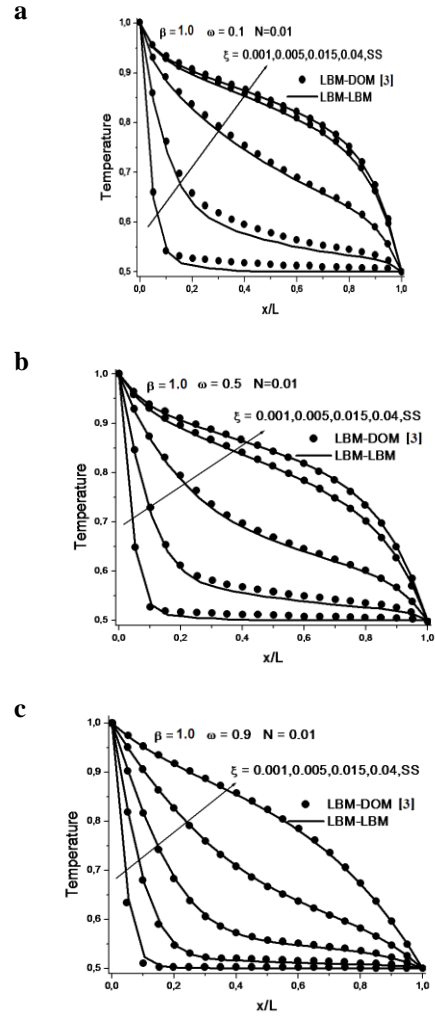 a
β = 1.0 ω = 0.1 N=0.01
ξ = 0.001,0.005,0.015,0.04,SS
LBM-DOM [3]
LBM-LBM
1,0
0,9
0,8
0,7
0,6
0,5
Temperature
0,0 0,2 0,4 0,6 0,8 1,0
x/L
b
β = 1.0 ω = 0.5 N=0.01
ξ = 0.001,0.005,0.015,0.04,SS
LBM-DOM [3]
LBM-LBM
1,0
0,9
0,8
0,7
0,6
0,5
Temperature
0,0 0,2 0,4 0,6 0,8 1,0
x/L
c
β = 1.0 ω = 0.9 N = 0.01
ξ = 0.001,0.005,0.015,0.04,SS
LBM-DOM [3]
LBM-LBM
1,0
0,9
0,8
0,7
0,6
0,5
Temperature
0,0 0,2 0,4 0,6 0,8 1,0
x/L